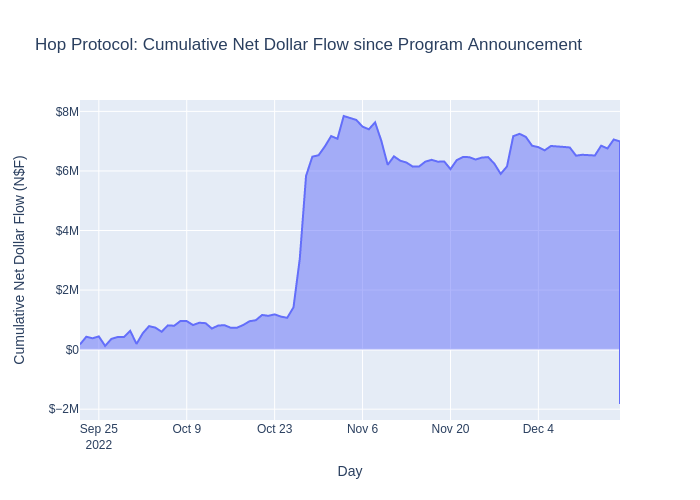 Hop Protocol: Cumulative Net Dollar Flow since Program Announcement
Cumulative Net Dollar Flow (N$F)
$8M
$6M
$4M
$2M
$0
$−2M
Sep 25
2022
Oct 9
Oct 23
Nov 6
Nov 20
Dec 4
Day